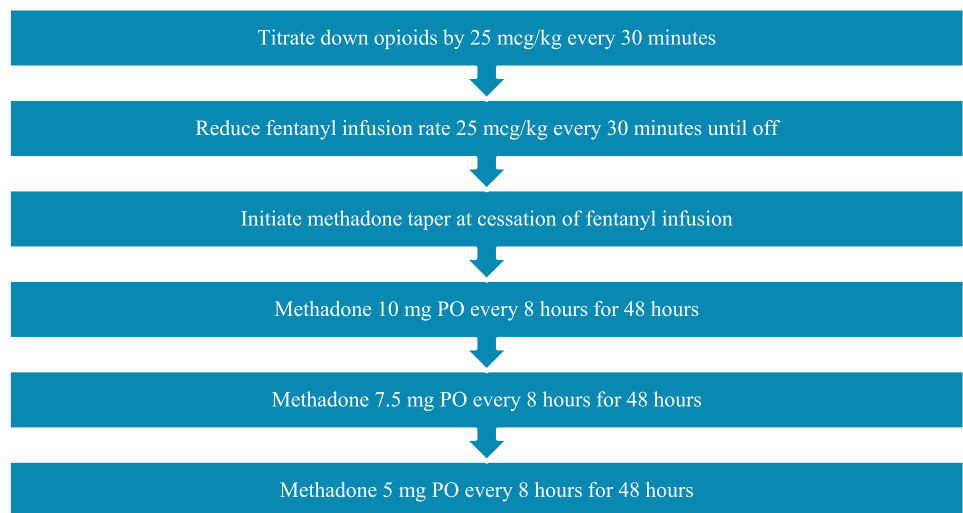 Titrate down opioids by 25 mcg/kg every 30 minutes
Reduce fentanyl infusion rate 25 mcg/kg every 30 minutes until off
Initiate methadone taper at cessation of fentanyl infusion
Methadone 10 mg PO every 8 hours for 48 hours
Methadone 7.5 mg PO every 8 hours for 48 hours
Methadone 5 mg PO every 8 hours for 48 hours